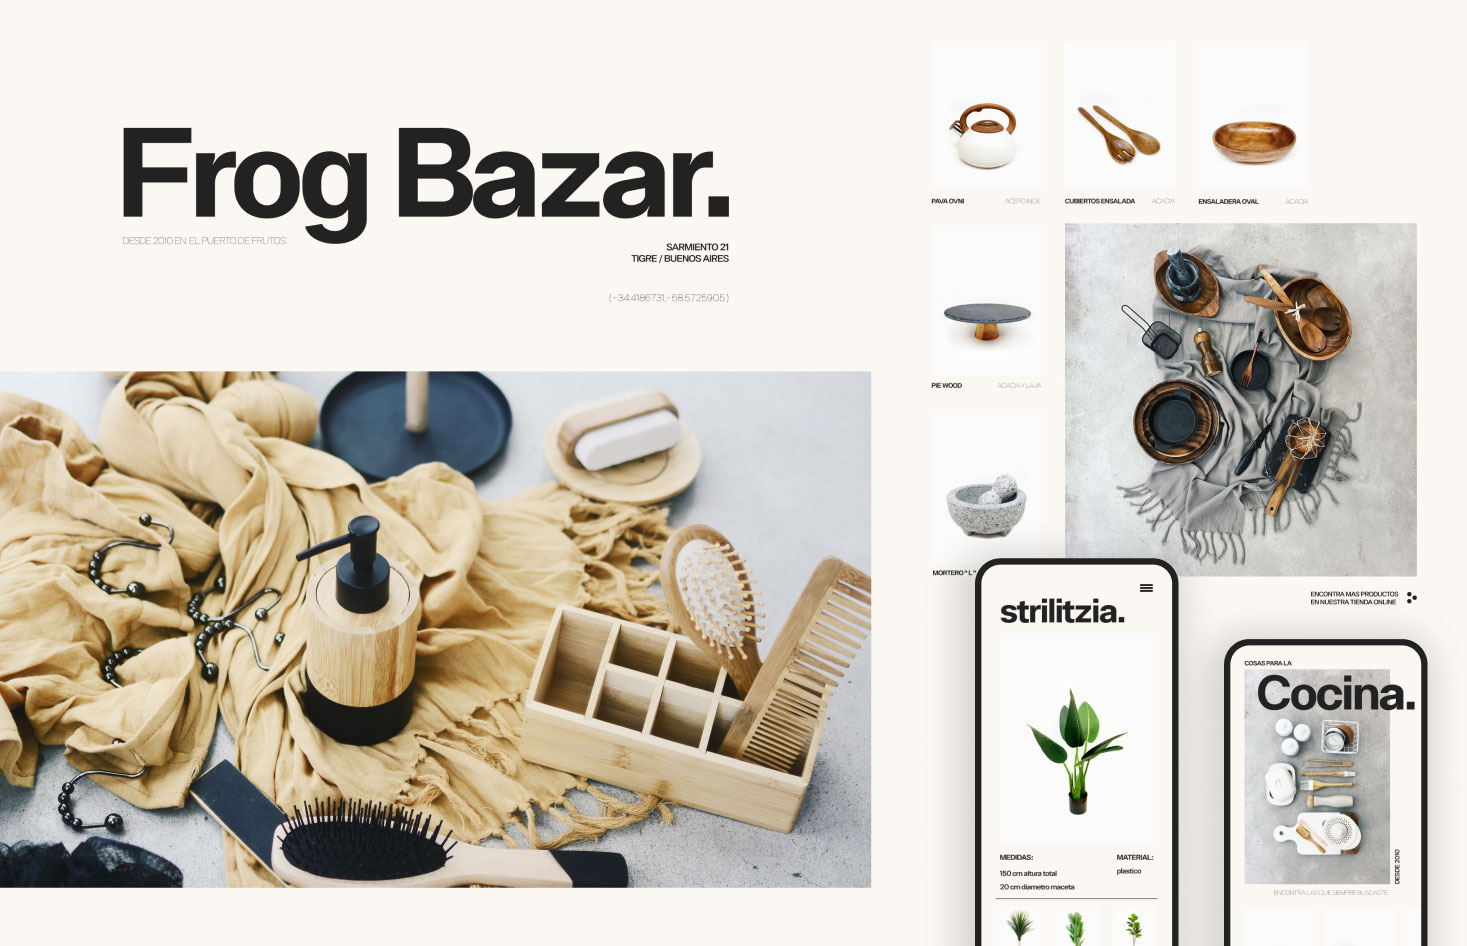 Frog Bazar.
DESDE 2010 EN EL PUERTO DE FRUTOS
SARMIENTO 21
TIGRE / BUENOS AIRES
(-34.4186731,-58.5725905)
PAVA OVNI
ACERO INOX
CUBIERTOS ENSALADA
ACACIA
ENSALADERA OVAL
ACACIA
PIE WOOD
ACACIA Y LAJA
MORTERO "L"
ENCONTRA MAS PRODUCTOS
EN NUESTRA TIENDA ONLINE
strilitzia.
MEDIDAS:
150 cm altura total
20 cm diametro maceta
MATERIAL:
plastico
COSAS PARA LA
Cocina.
DESDE 2010
ENCONTRA LAS QUE SIEMPRE BUSCASTE